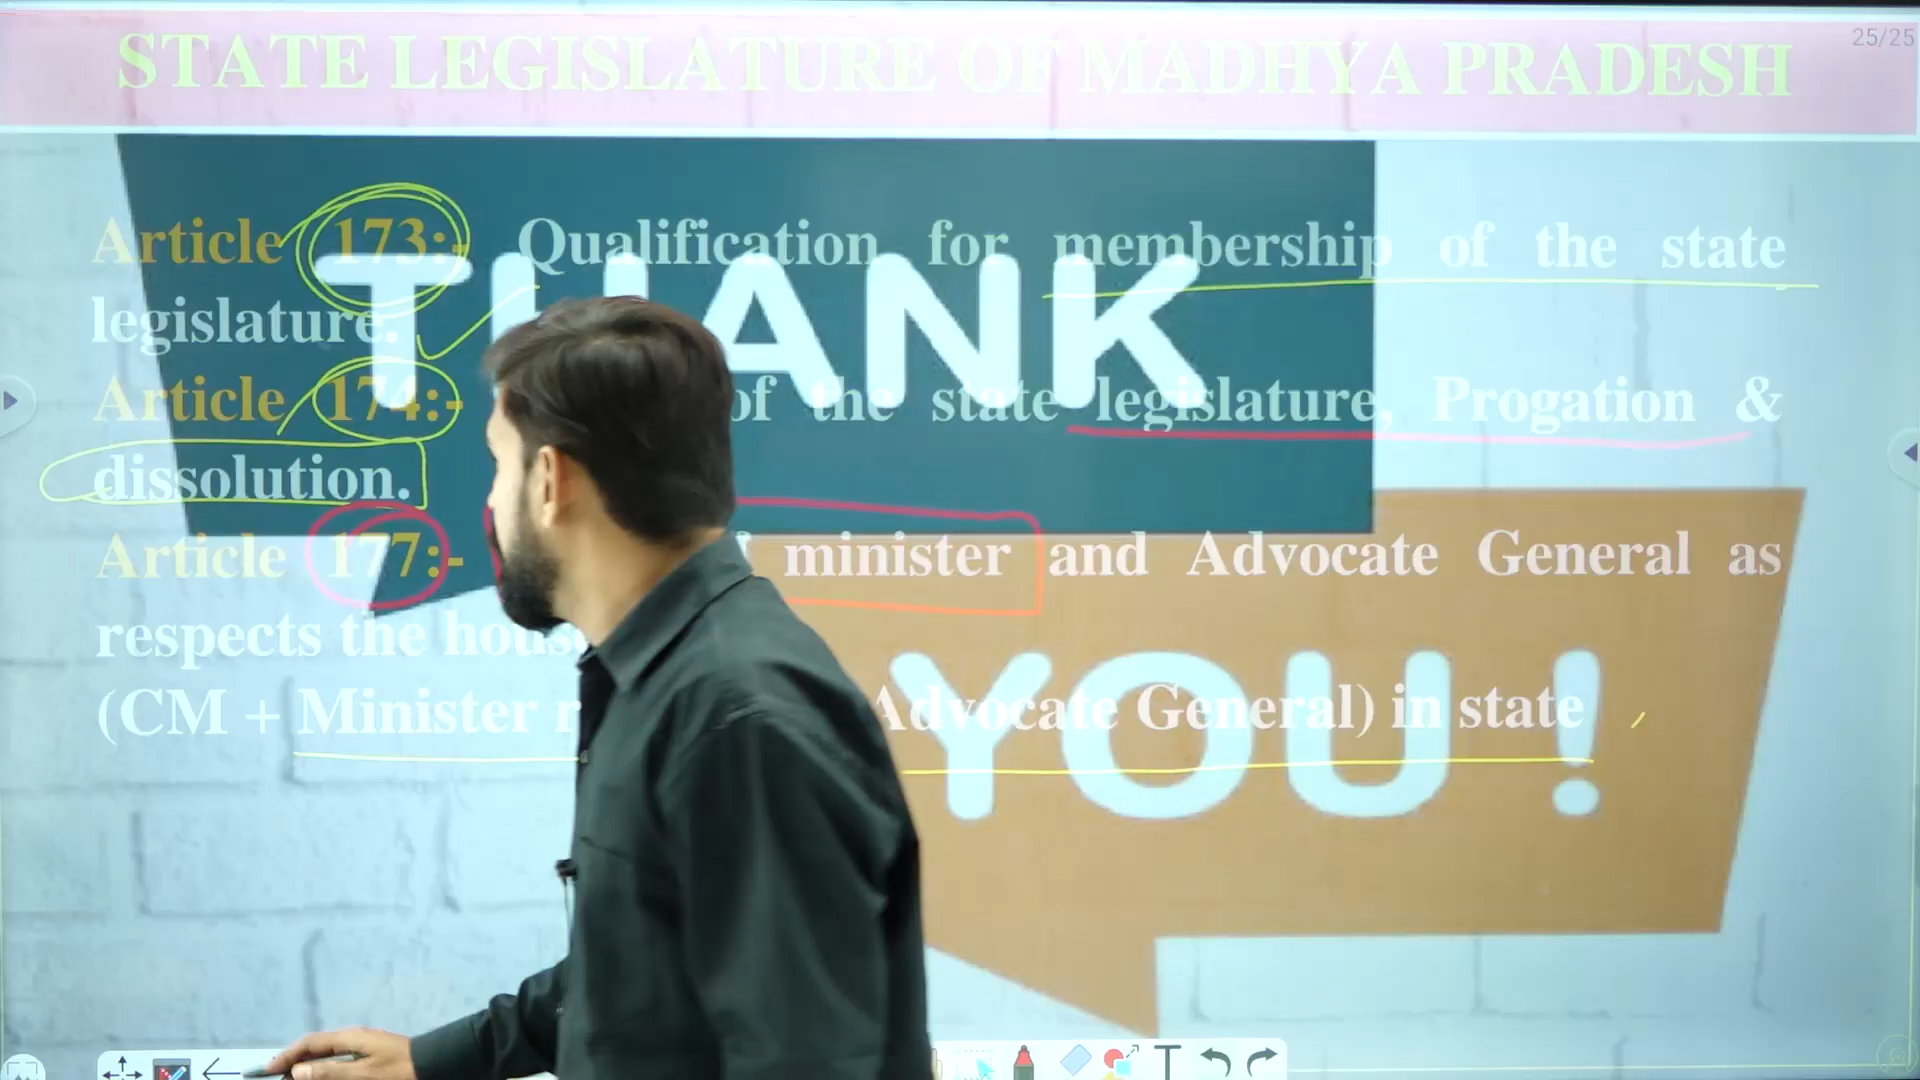 25/25
STATE LEGISLATURE OF MADHYA PRADESH
Article 173:- Qualification for membership of the state
legislature.
Article 174:- of the state legislature, Progation &
dissolution.
Article 177:- minister and Advocate General as
respects the house
(CM + Minister Advocate General) in state
THANK
YOU !